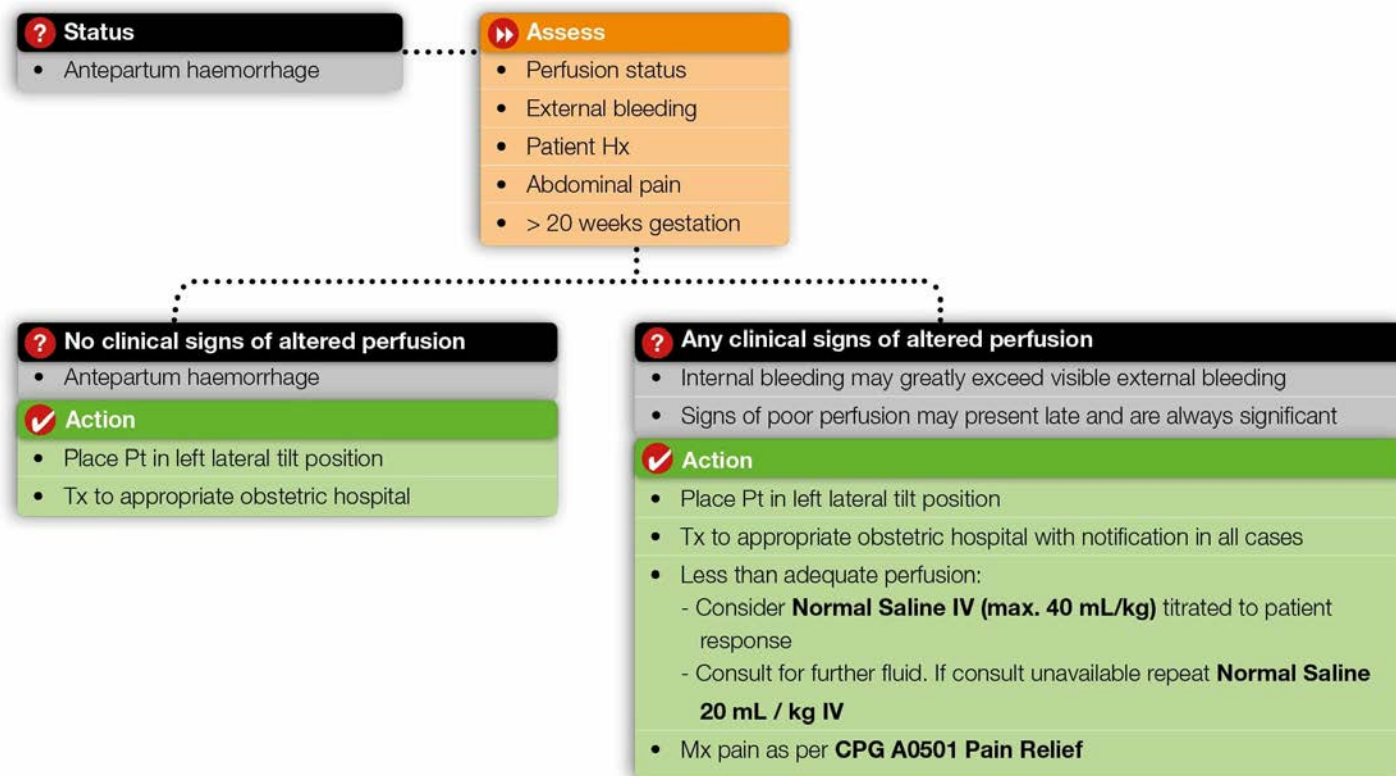 ? Status
• Antepartum haemorrhage
Assess
• Perfusion status
• External bleeding
• Patient Hx
• Abdominal pain
• > 20 weeks gestation
? No clinical signs of altered perfusion
• Antepartum haemorrhage
Action
• Place Pt in left lateral tilt position
• Tx to appropriate obstetric hospital
? Any clinical signs of altered perfusion
• Internal bleeding may greatly exceed visible external bleeding
• Signs of poor perfusion may present late and are always significant
Action
• Place Pt in left lateral tilt position
• Tx to appropriate obstetric hospital with notification in all cases
• Less than adequate perfusion:
- Consider Normal Saline IV (max. 40 mL/kg) titrated to patient
response
- Consult for further fluid. If consult unavailable repeat Normal Saline
20 mL / kg IV
• Mx pain as per CPG A0501 Pain Relief